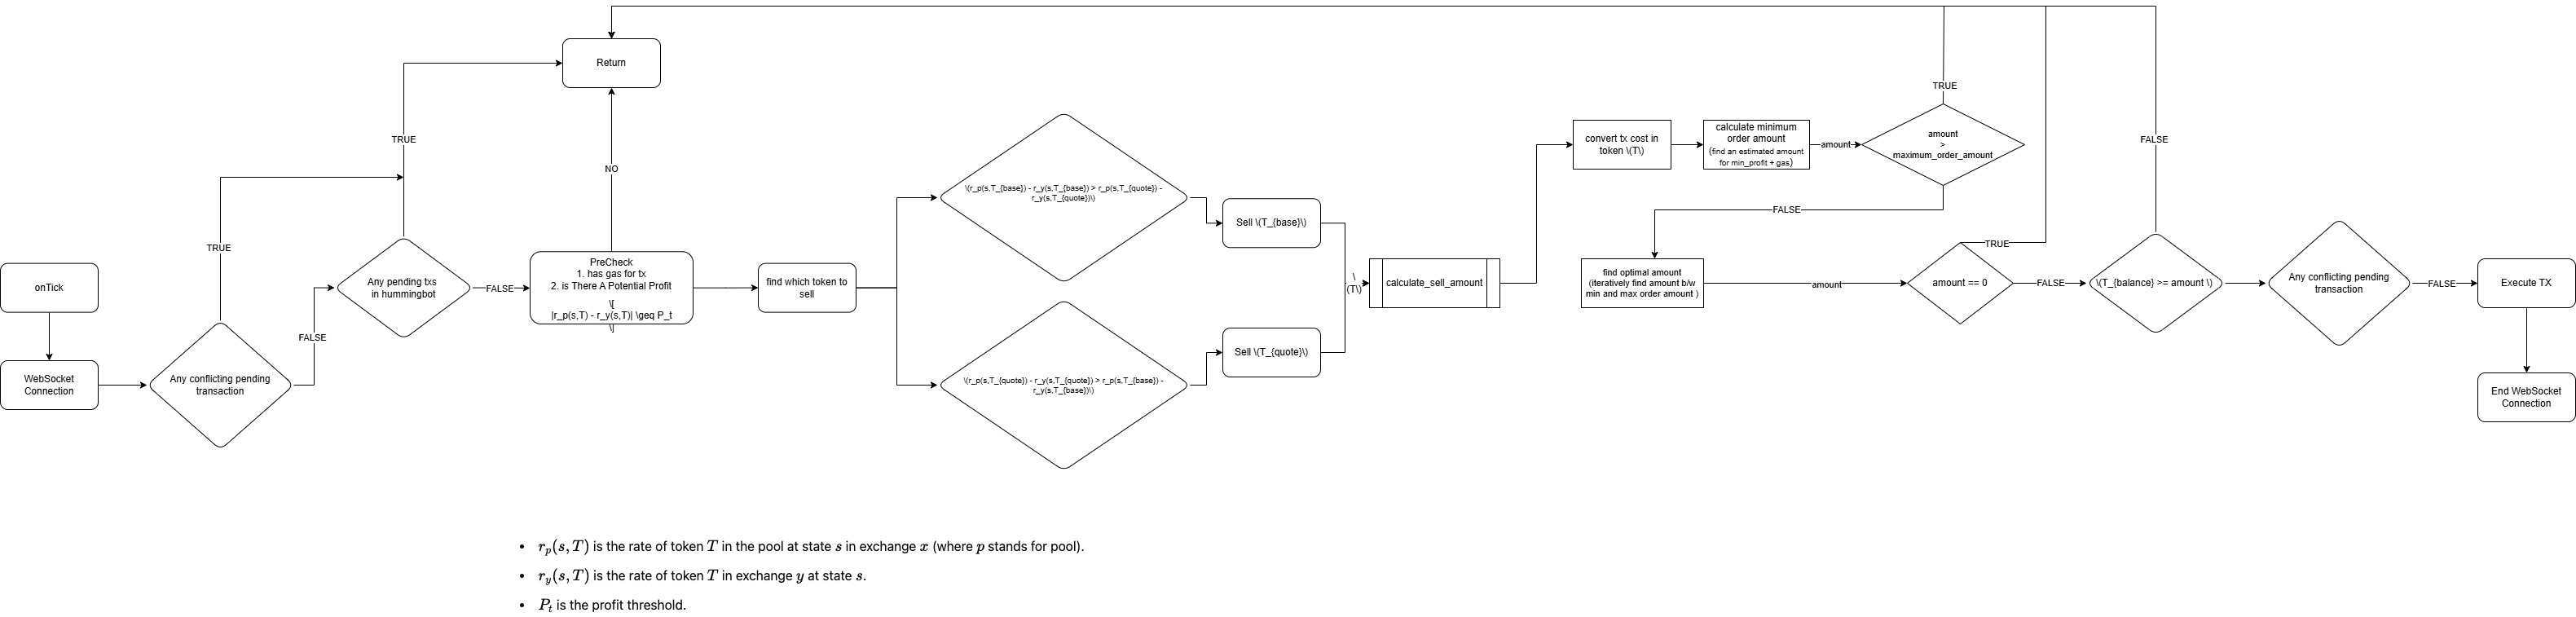 onTick
WebSocket
Connection
Any conflicting pending
transaction
TRUE
FALSE
Any pending txs
in hummingbot
TRUE
FALSE
Return
NO
PreCheck
1. has gas for tx
2. is There A Potential Profit
\[
|r_p(s,T) - r_y(s,T)| \geq P_t
\]
find which token to
sell
\(r_p(s,T_{base}) - r_y(s,T_{base}) > r_p(s,T_{quote}) -
r_y(s,T_{quote})\)
\(r_p(s,T_{quote}) - r_y(s,T_{quote}) > r_p(s,T_{base}) -
r_y(s,T_{base})\)
Sell \(T_{base}\)
Sell \(T_{quote}\)
\
(T\)
calculate_sell_amount
convert tx cost in
token \(T\)
calculate minimum
order amount
(find an estimated amount
for min_profit + gas)
amount
amount
>
maximum_order_amount
TRUE
FALSE
find optimal amount
(iteratively find amount b/w
min and max order amount )
amount
amount == 0
TRUE
FALSE
\(T_{balance} >= amount \)
FALSE
Any conflicting pending
transaction
FALSE
Execute TX
End WebSocket
Connection
• r_p(s, T) is the rate of token T in the pool at state s in exchange x (where p stands for pool).
• r_y(s, T) is the rate of token T in exchange y at state s.
• P_t is the profit threshold.